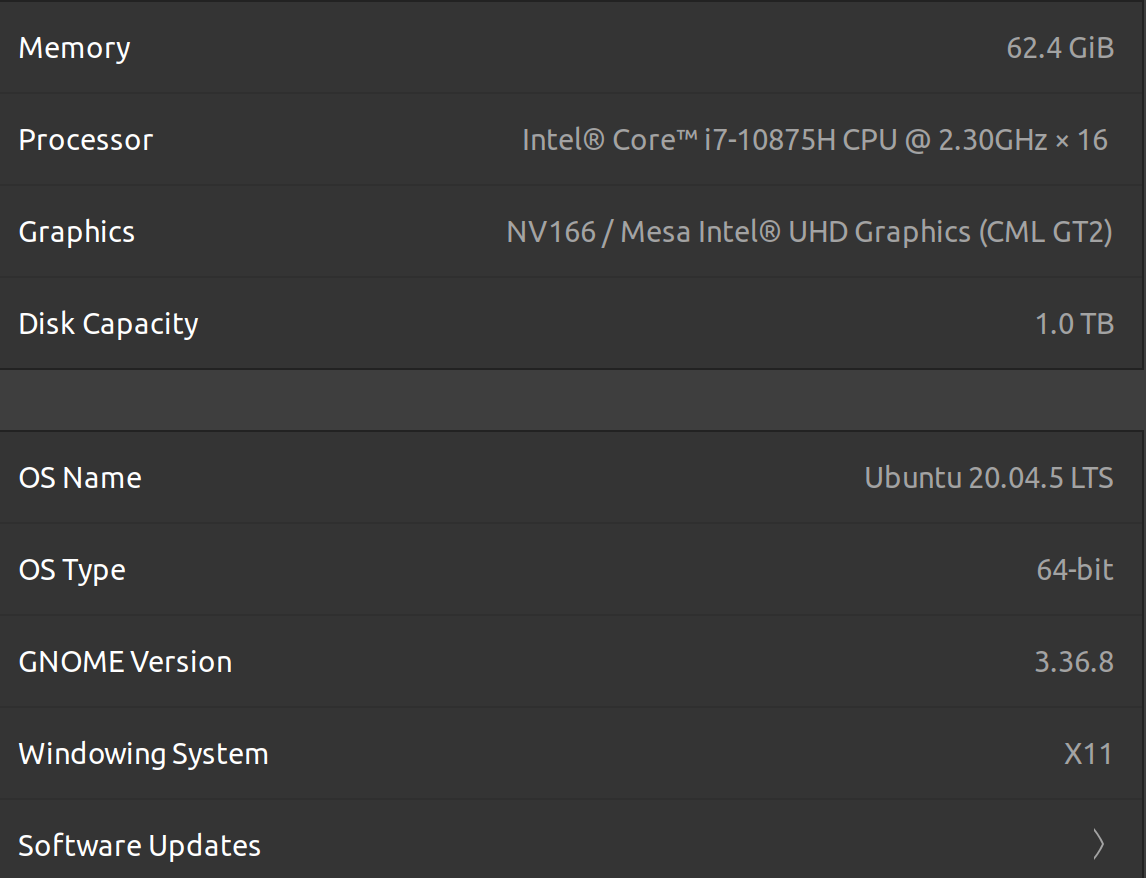 Memory 62.4 GiB
Processor Intel® Core™ i7-10875H CPU @ 2.30GHz × 16
Graphics NV166 / Mesa Intel® UHD Graphics (CML GT2)
Disk Capacity 1.0 TB
OS Name Ubuntu 20.04.5 LTS
OS Type 64-bit
GNOME Version 3.36.8
Windowing System X11
Software Updates